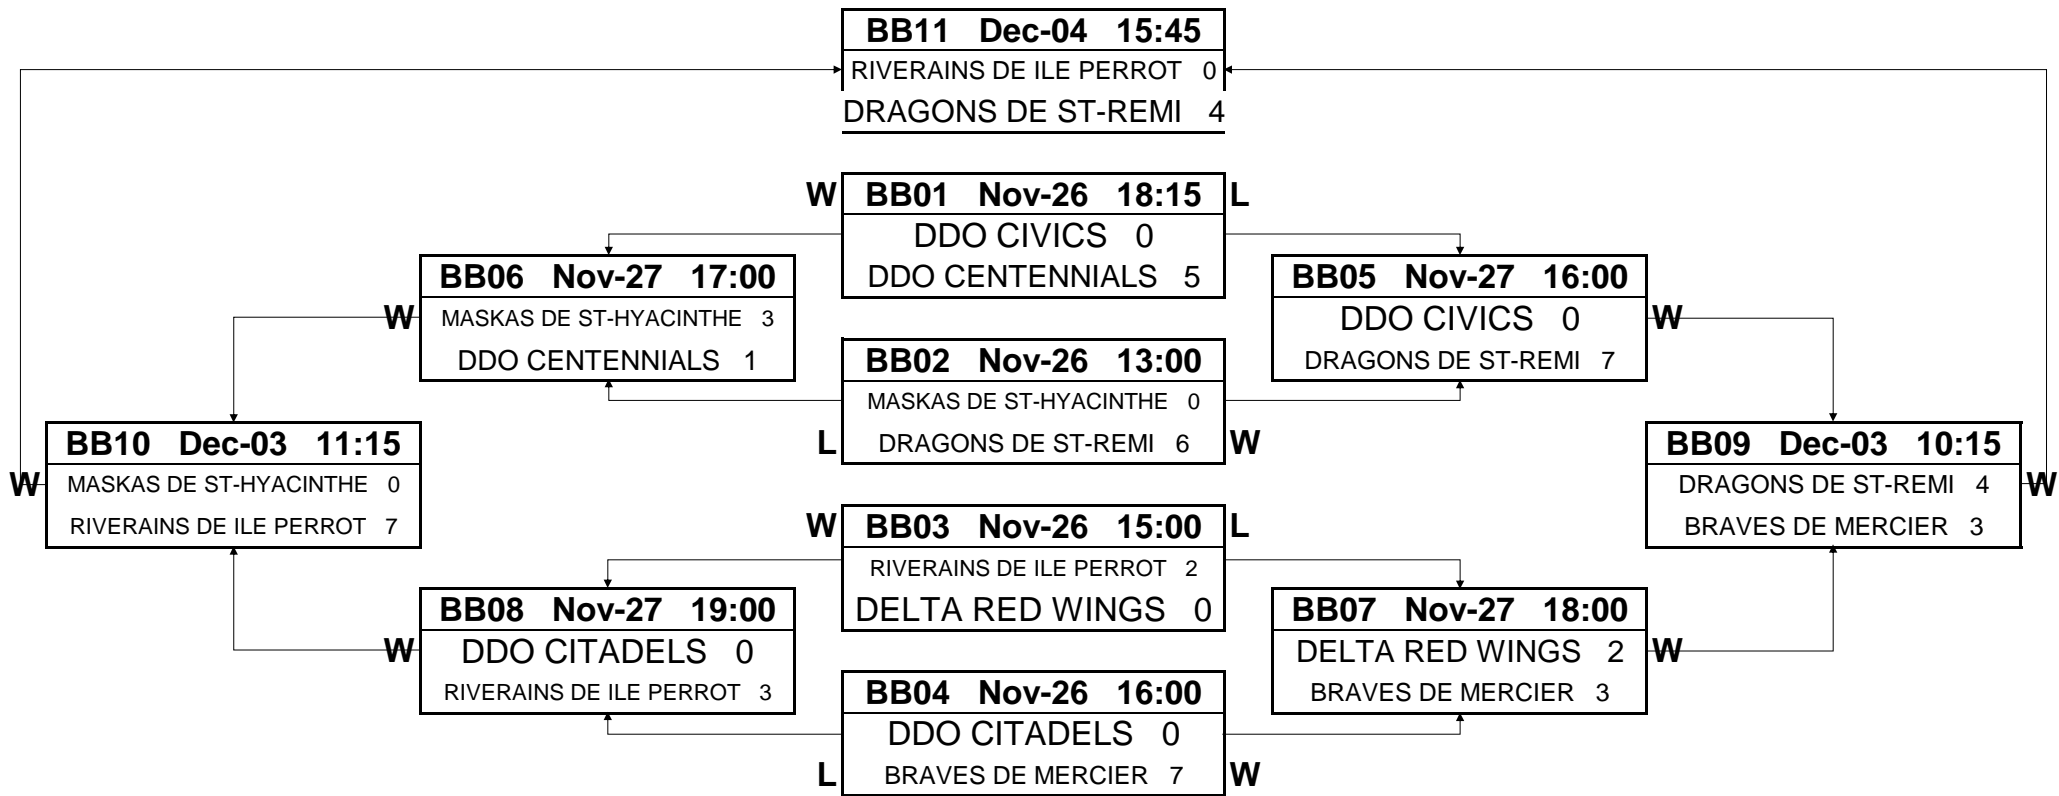 BB11 Dec-04 15:45
RIVERAINS DE ILE PERROT 0
DRAGONS DE ST-REMI 4
W BB01 Nov-26 18:15 L
DDO CIVICS 0
DDO CENTENNIALS 5
BB06 Nov-27 17:00
W MASKAS DE ST-HYACINTHE 3
DDO CENTENNIALS 1
BB05 Nov-27 16:00
DDO CIVICS 0 W
DRAGONS DE ST-REMI 7
BB02 Nov-26 13:00
MASKAS DE ST-HYACINTHE 0
L DRAGONS DE ST-REMI 6 W
BB10 Dec-03 11:15
W MASKAS DE ST-HYACINTHE 0
RIVERAINS DE ILE PERROT 7
BB09 Dec-03 10:15
DRAGONS DE ST-REMI 4 W
BRAVES DE MERCIER 3
W BB03 Nov-26 15:00 L
RIVERAINS DE ILE PERROT 2
DELTA RED WINGS 0
BB08 Nov-27 19:00
W DDO CITADELS 0
RIVERAINS DE ILE PERROT 3
BB07 Nov-27 18:00
DELTA RED WINGS 2 W
BRAVES DE MERCIER 3
BB04 Nov-26 16:00
DDO CITADELS 0
L BRAVES DE MERCIER 7 W